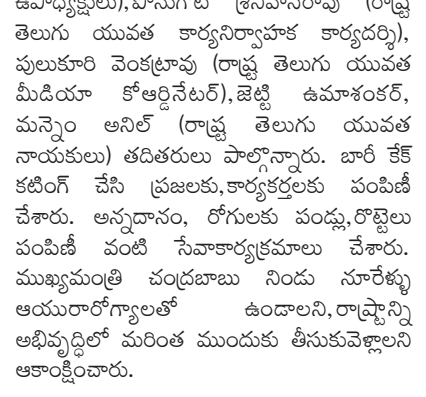 ఉపాధ్యక్షులు), (రాష్ట్ర
తెలుగు యువత కార్యనిర్వాహక కార్యదర్శి),
పులుకూరి వెంకట్రావు (రాష్ట్ర తెలుగు యువత
మీడియా కోఆర్డినేటర్), జెట్టి ఉమాశంకర్,
మన్నెం అనిల్ (రాష్ట్ర తెలుగు యువత
నాయకులు) తదితరులు పాల్గొన్నారు. బారీ కేక్
కటింగ్ చేసి ప్రజలకు,కార్యకర్తలకు పంపిణీ
చేశారు. అన్నదానం, రోగులకు పండ్లు,రొట్టెలు
పంపిణీ వంటి సేవాకార్యక్రమాలు చేశారు.
ముఖ్యమంత్రి చంద్రబాబు నిండు నూరేళ్ళు
ఆయురారోగ్యాలతో ఉండాలని,రాష్ట్రాన్ని
అభివృద్ధిలో మరింత ముందుకు తీసుకువెళ్లాలని
ఆకాంక్షించారు.